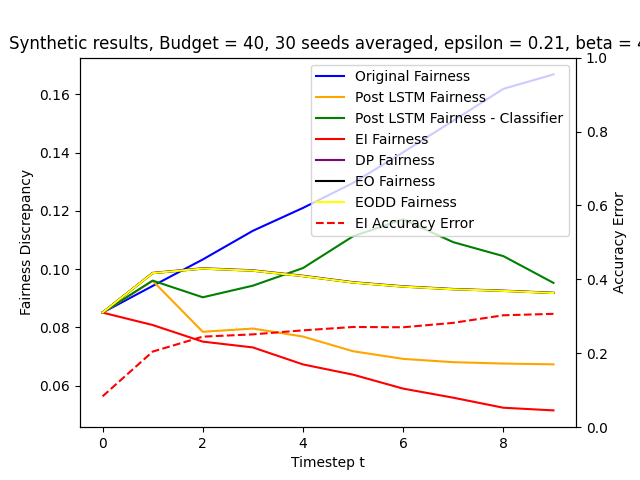 Synthetic results, Budget = 40, 30 seeds averaged, epsilon = 0.21, beta =
Original Fairness
Post LSTM Fairness
Post LSTM Fairness - Classifier
EI Fairness
DP Fairness
EO Fairness
EODD Fairness
EI Accuracy Error
Fairness Discrepancy
0.16
0.14
0.12
0.10
0.08
0.06
1.0
0.8
0.6
0.4
0.2
0.0
Accuracy Error
0
2
4
6
8
Timestep t